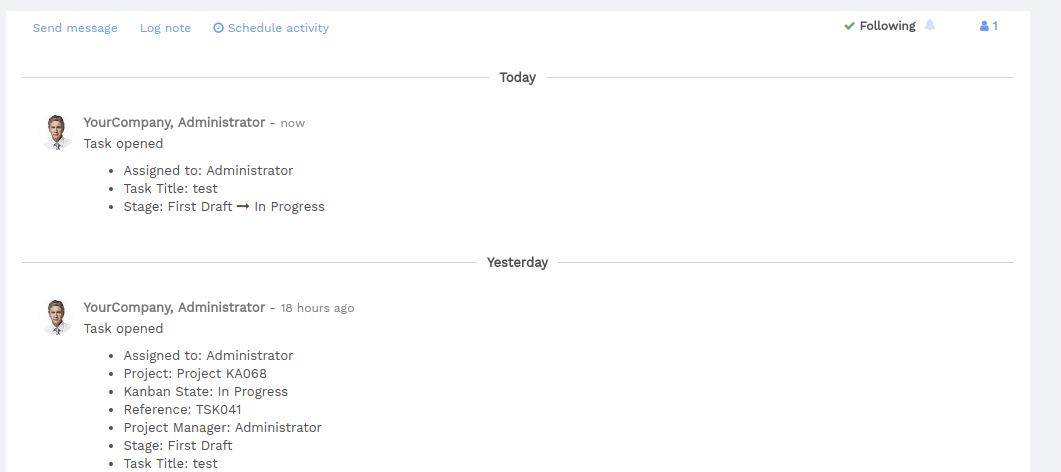 Send message Log note Schedule activity Following 1
Today
YourCompany, Administrator - now
Task opened
• Assigned to: Administrator
• Task Title: test
• Stage: First Draft → In Progress
Yesterday
YourCompany, Administrator - 18 hours ago
Task opened
• Assigned to: Administrator
• Project: Project KA068
• Kanban State: In Progress
• Reference: TSK041
• Project Manager: Administrator
• Stage: First Draft
• Task Title: test